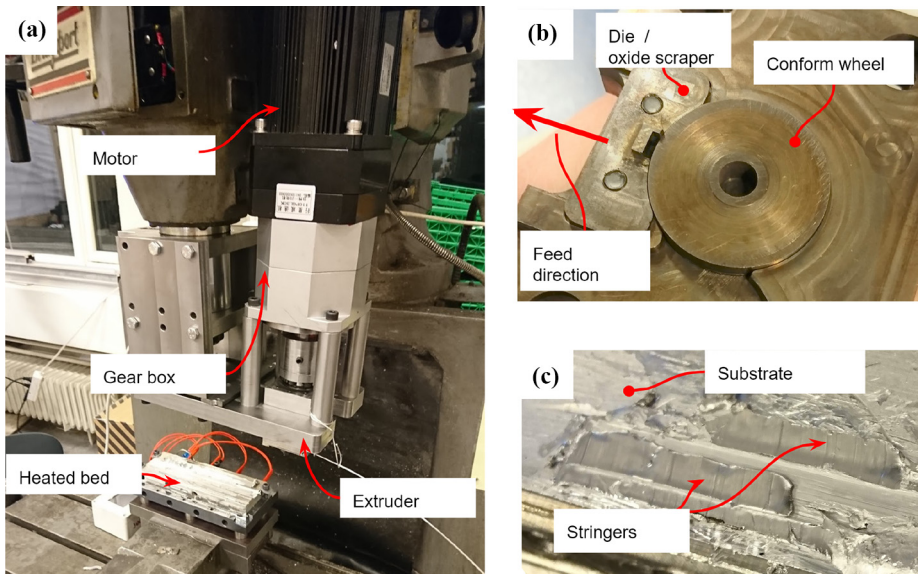 (a)
Motor
Gear box
Heated bed
Extruder
(b)
Die /
oxide scraper
Conform wheel
Feed
direction
(c)
Substrate
Stringers